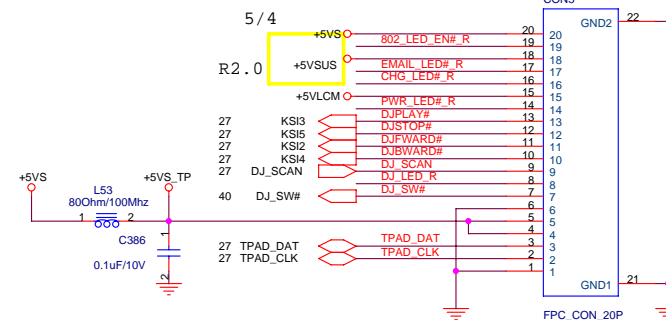 CON3
5/4
GND2 22
+5VS 20 20
802_LED_EN#_R 19 19
+5VSUS 18 18
R2.0
EMAIL_LED#_R 17 17
CHG_LED#_R 16 16
+5VLCM 15 15
PWR_LED#_R 14 14
27 KSI3 DJPLAY# 13 13
27 KSI5 DJSTOP# 12 12
27 KSI2 DJFWARD# 11 11
27 KSI4 DJBWARD# 10 10
27 DJ_SCAN DJ_SCAN 9 9
DJ_LED_R 8 8
40 DJ_SW# DJ_SW# 7 7
6 6
5 5
4 4
27 TPAD_DAT TPAD_DAT 3 3
27 TPAD_CLK TPAD_CLK 2 2
1 1
+5VS
+5VS_TP
L53
80Ohm/100Mhz
1 2
1
C386
0.1uF/10V
2
GND1 21
FPC_CON_20P